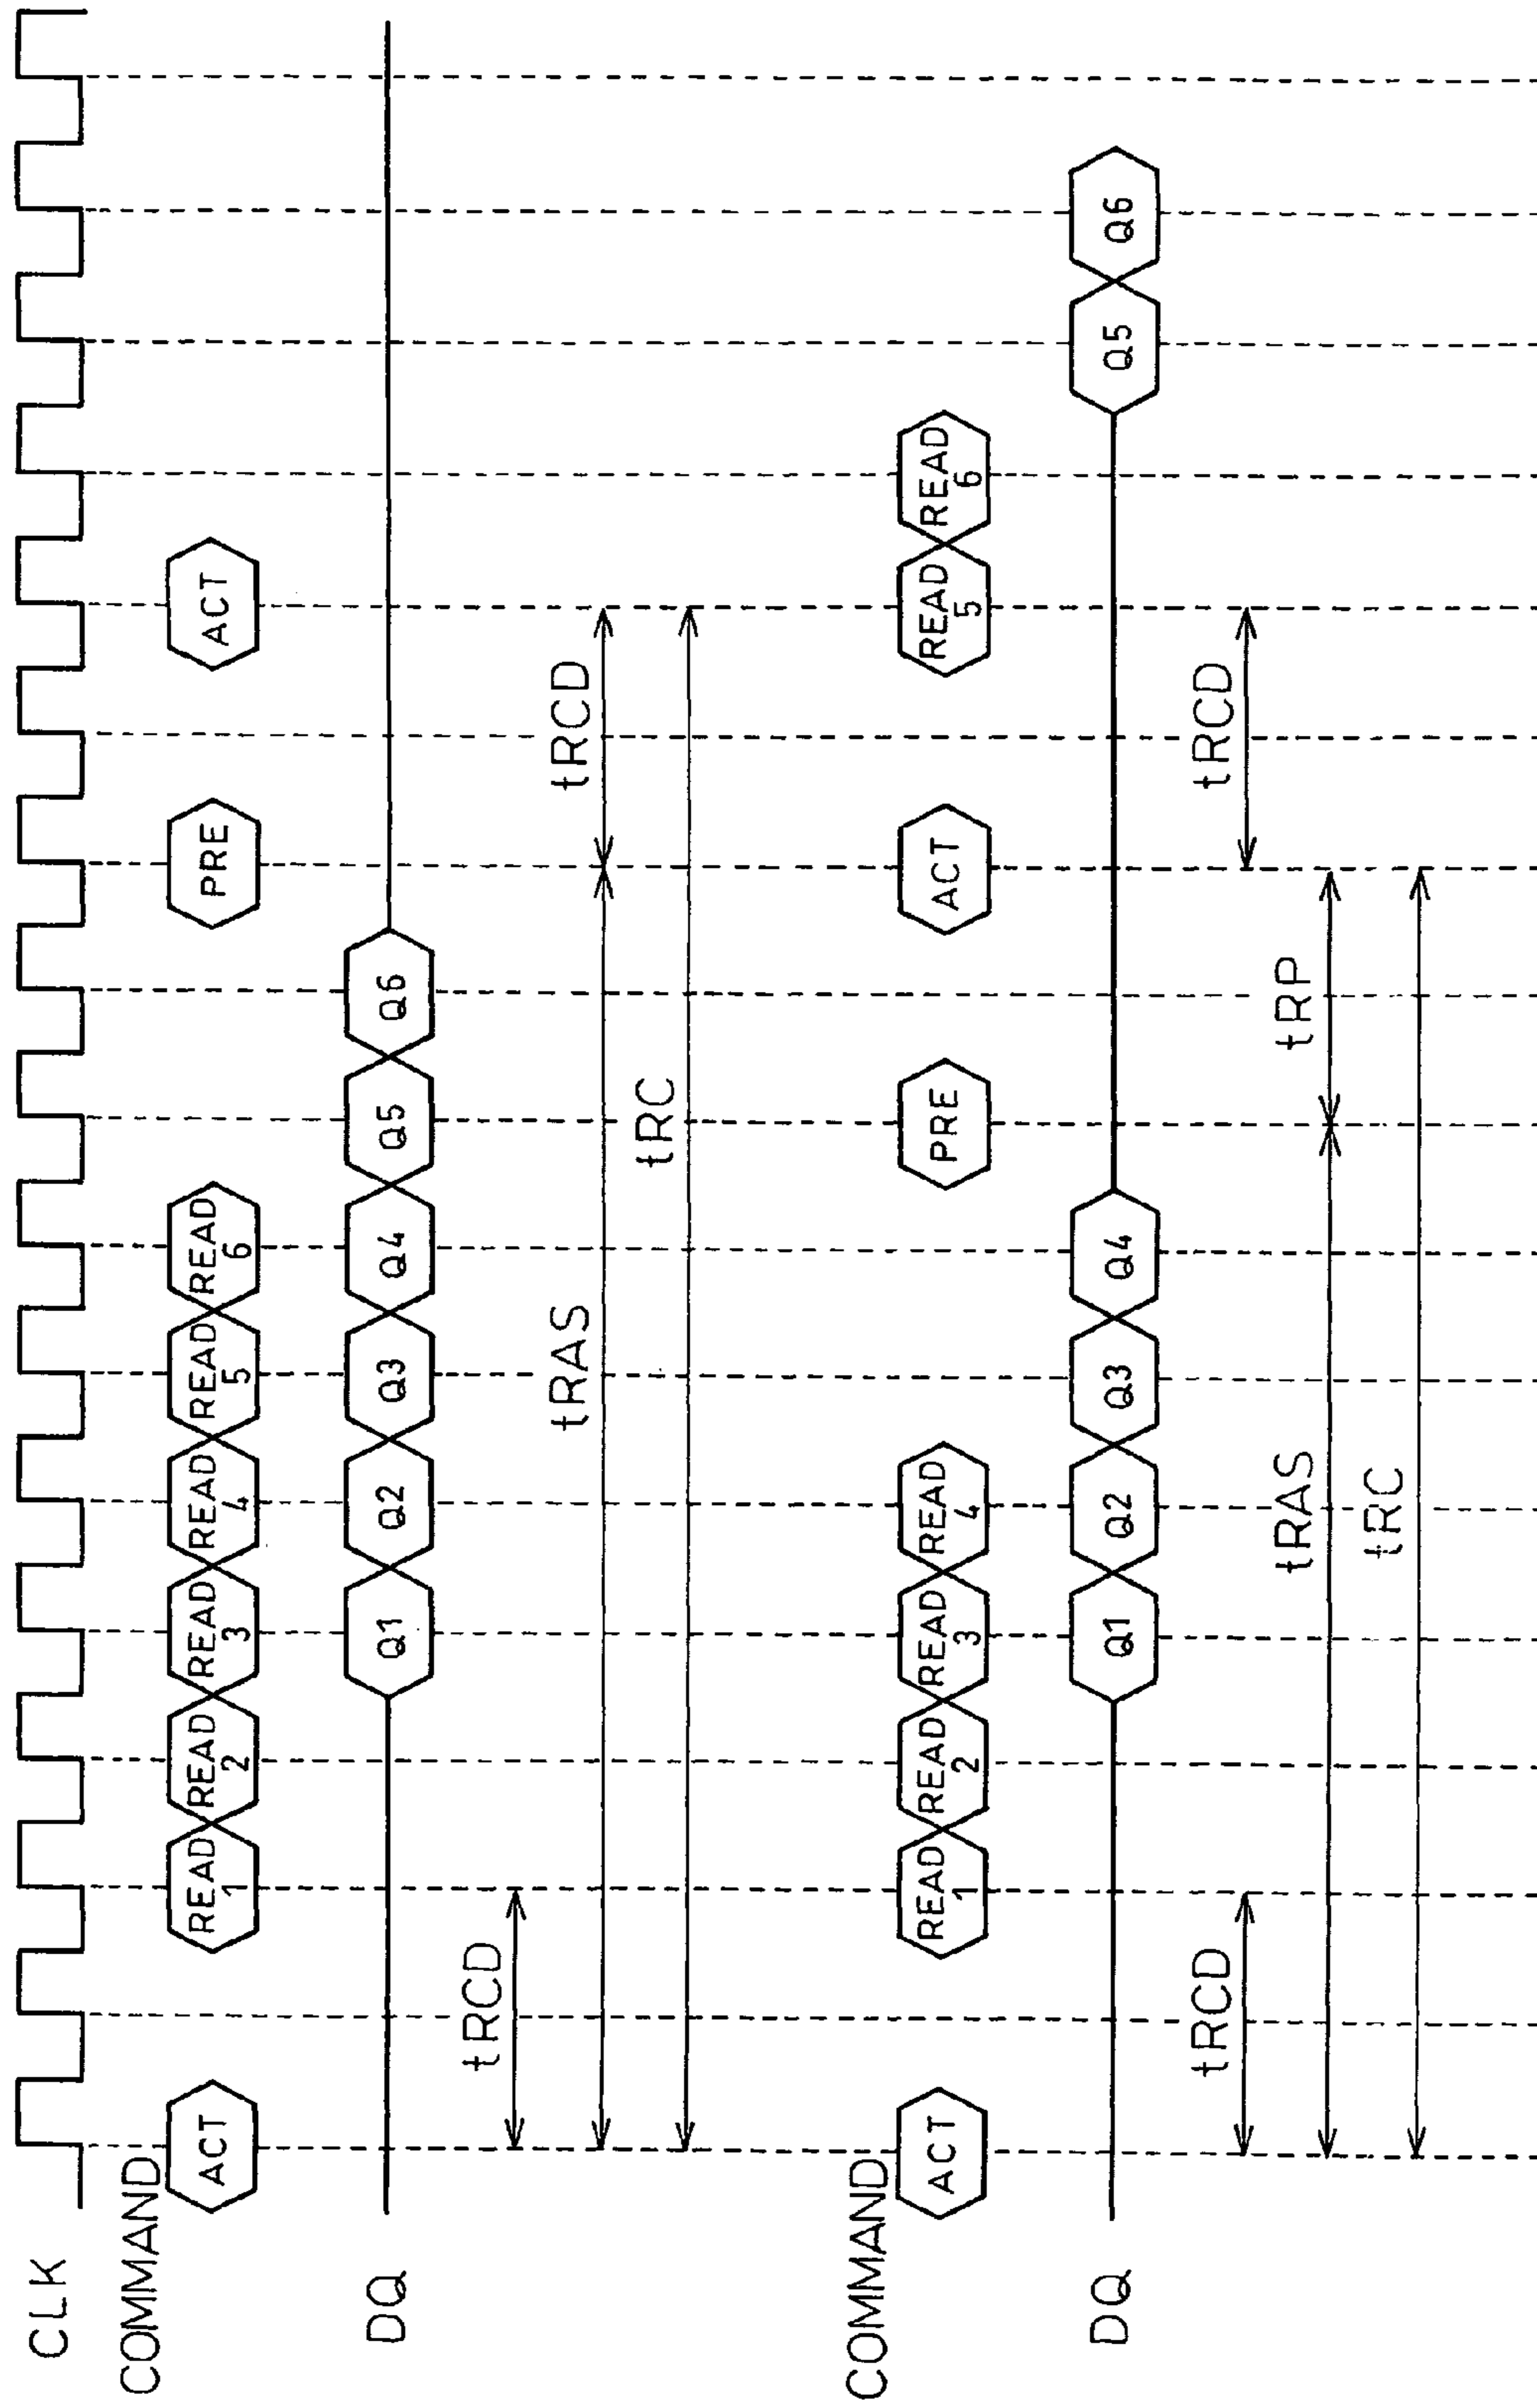 CLK
COMMAND ACT READ 1 READ 2 READ 3 READ 4 READ 5 READ 6 PRE ACT
DQ Q1 Q2 Q3 Q4 Q5 Q6
tRCD
tRAS tRCD
tRC
COMMAND ACT READ 1 READ 2 READ 3 READ 4 PRE ACT READ 5 READ 6
DQ Q1 Q2 Q3 Q4 Q5 Q6
tRCD tRCD
tRAS tRP
tRC